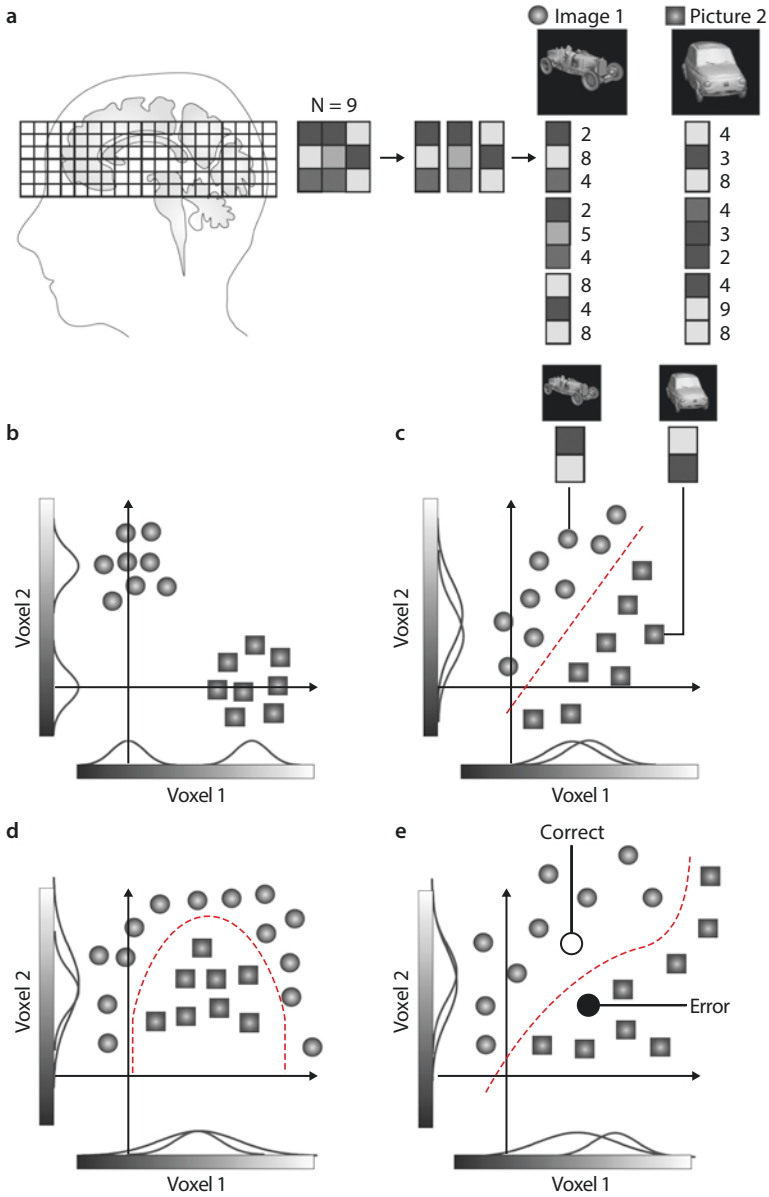 a
Image 1
Picture 2
N = 9
2
8
4
2
5
4
8
4
8
4
3
8
4
3
2
4
9
8
b
Voxel 2
Voxel 1
c
Voxel 2
Voxel 1
d
Voxel 2
Voxel 1
e
Correct
Error
Voxel 2
Voxel 1